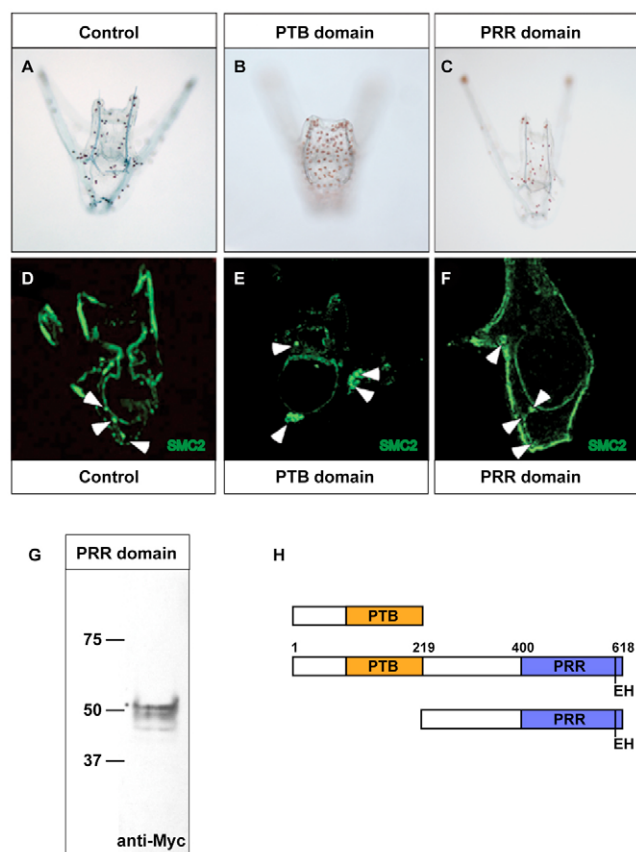 Control PTB domain PRR domain
A B C
D E F
SMC2 SMC2 SMC2
Control PTB domain PRR domain
G PRR domain H
75
50
37
anti-Myc
PTB
1 219 400 618
PTB PRR
EH
PRR
EH